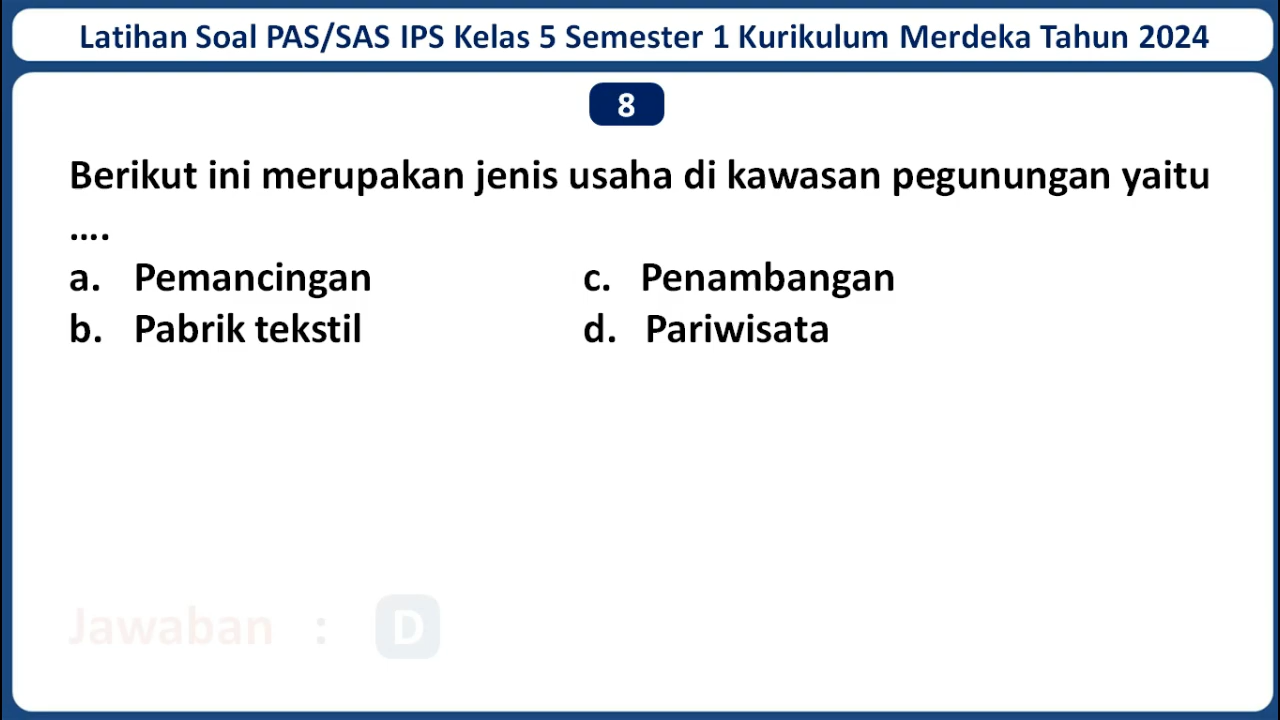 Latihan Soal PAS/SAS IPS Kelas 5 Semester 1 Kurikulum Merdeka Tahun 2024
8
Berikut ini merupakan jenis usaha di kawasan pegunungan yaitu
....
a. Pemancingan
c. Penambangan
b. Pabrik tekstil
d. Pariwisata
Jawaban : D